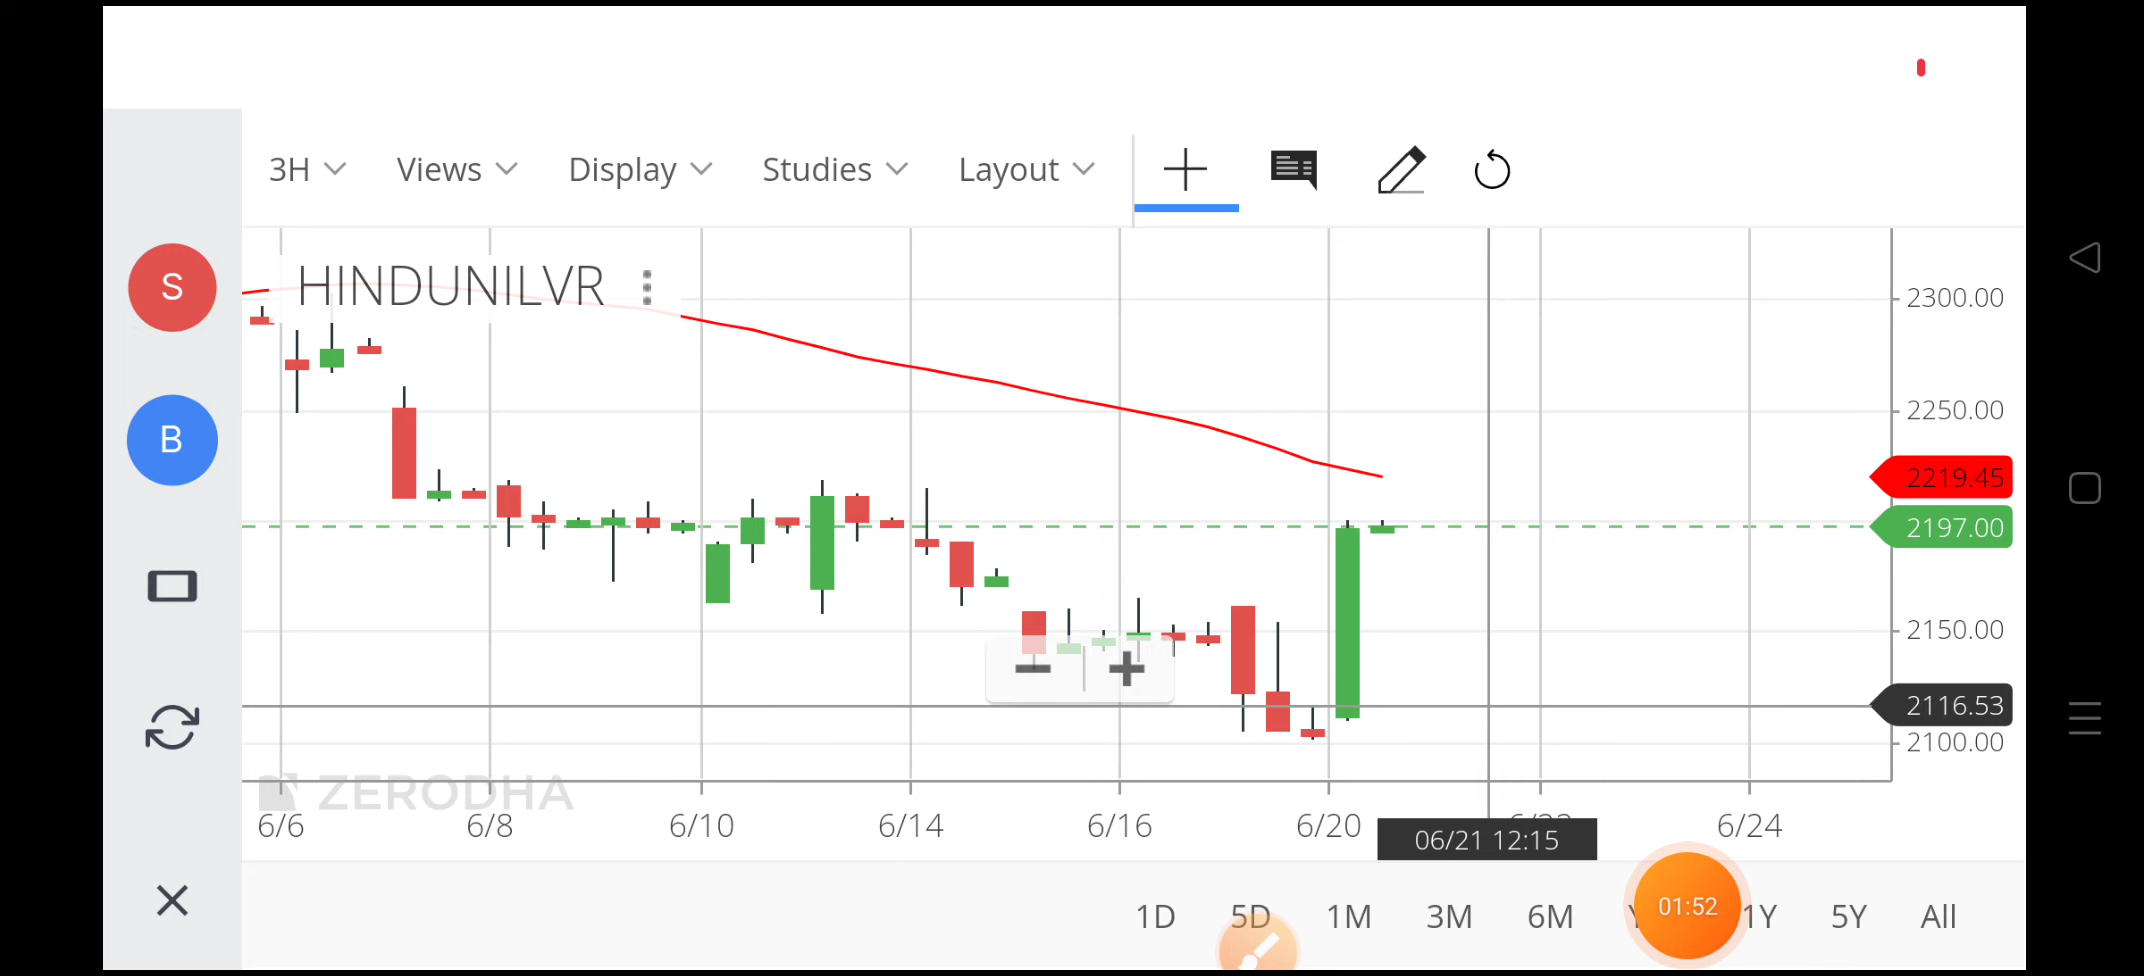 3H Views Display Studies Layout
HINDUNILVR
S
B
2300.00
2250.00
2219.45
2197.00
2150.00
2116.53
2100.00
ZERODHA
6/6 6/8 6/10 6/14 6/16 6/20 6/24
06/21 12:15
1D 5D 1M 3M 6M 1Y 5Y All
01:52